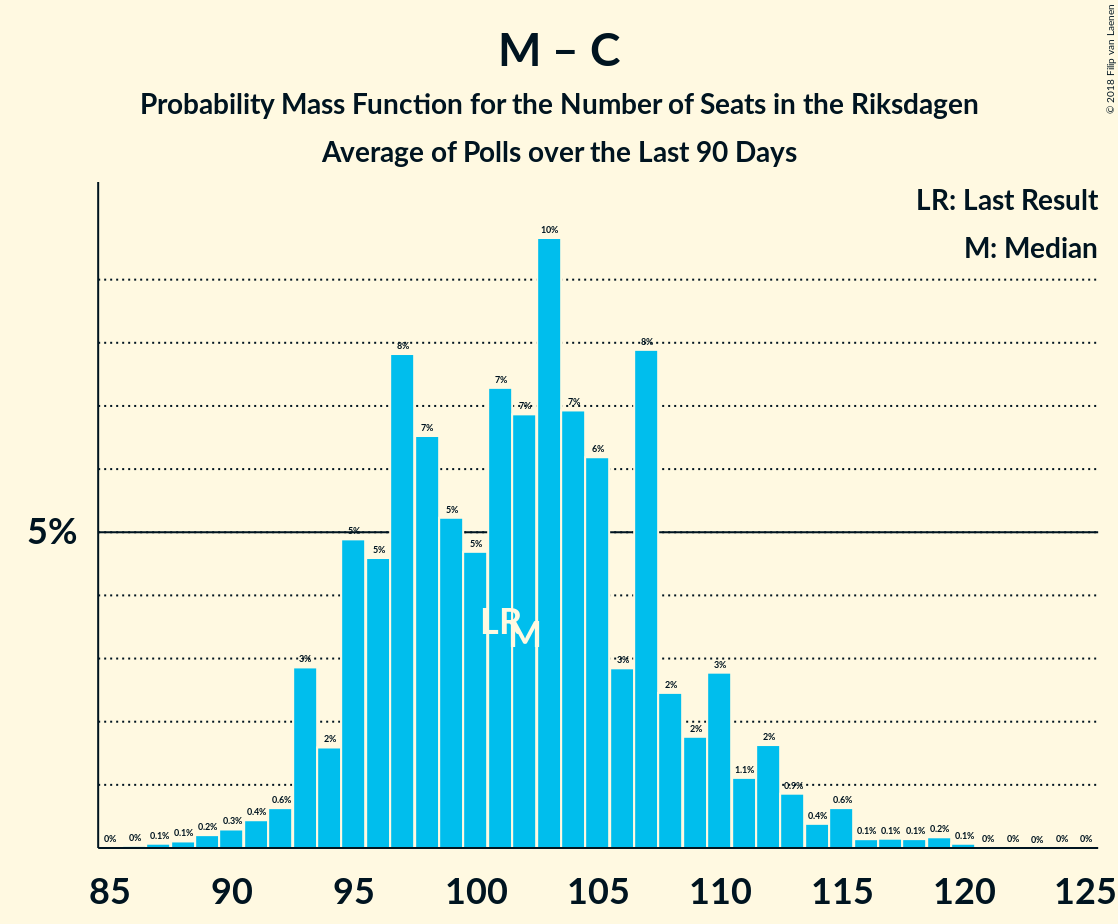 M – C
Probability Mass Function for the Number of Seats in the Riksdagen
Average of Polls over the Last 90 Days
© 2018 Filip van Laenen
LR: Last Result
M: Median
5%
0% 0% 0.1% 0.1% 0.2% 0.3% 0.4% 0.6% 3% 2% 5% 5% 8% 7% 5% 5% 7% 7% 10% 7% 6% 3% 8% 2% 2% 3% 1.1% 2% 0.9% 0.4% 0.6% 0.1% 0.1% 0.1% 0.2% 0.1% 0% 0% 0% 0% 0%
LR
M
85 90 95 100 105 110 115 120 125